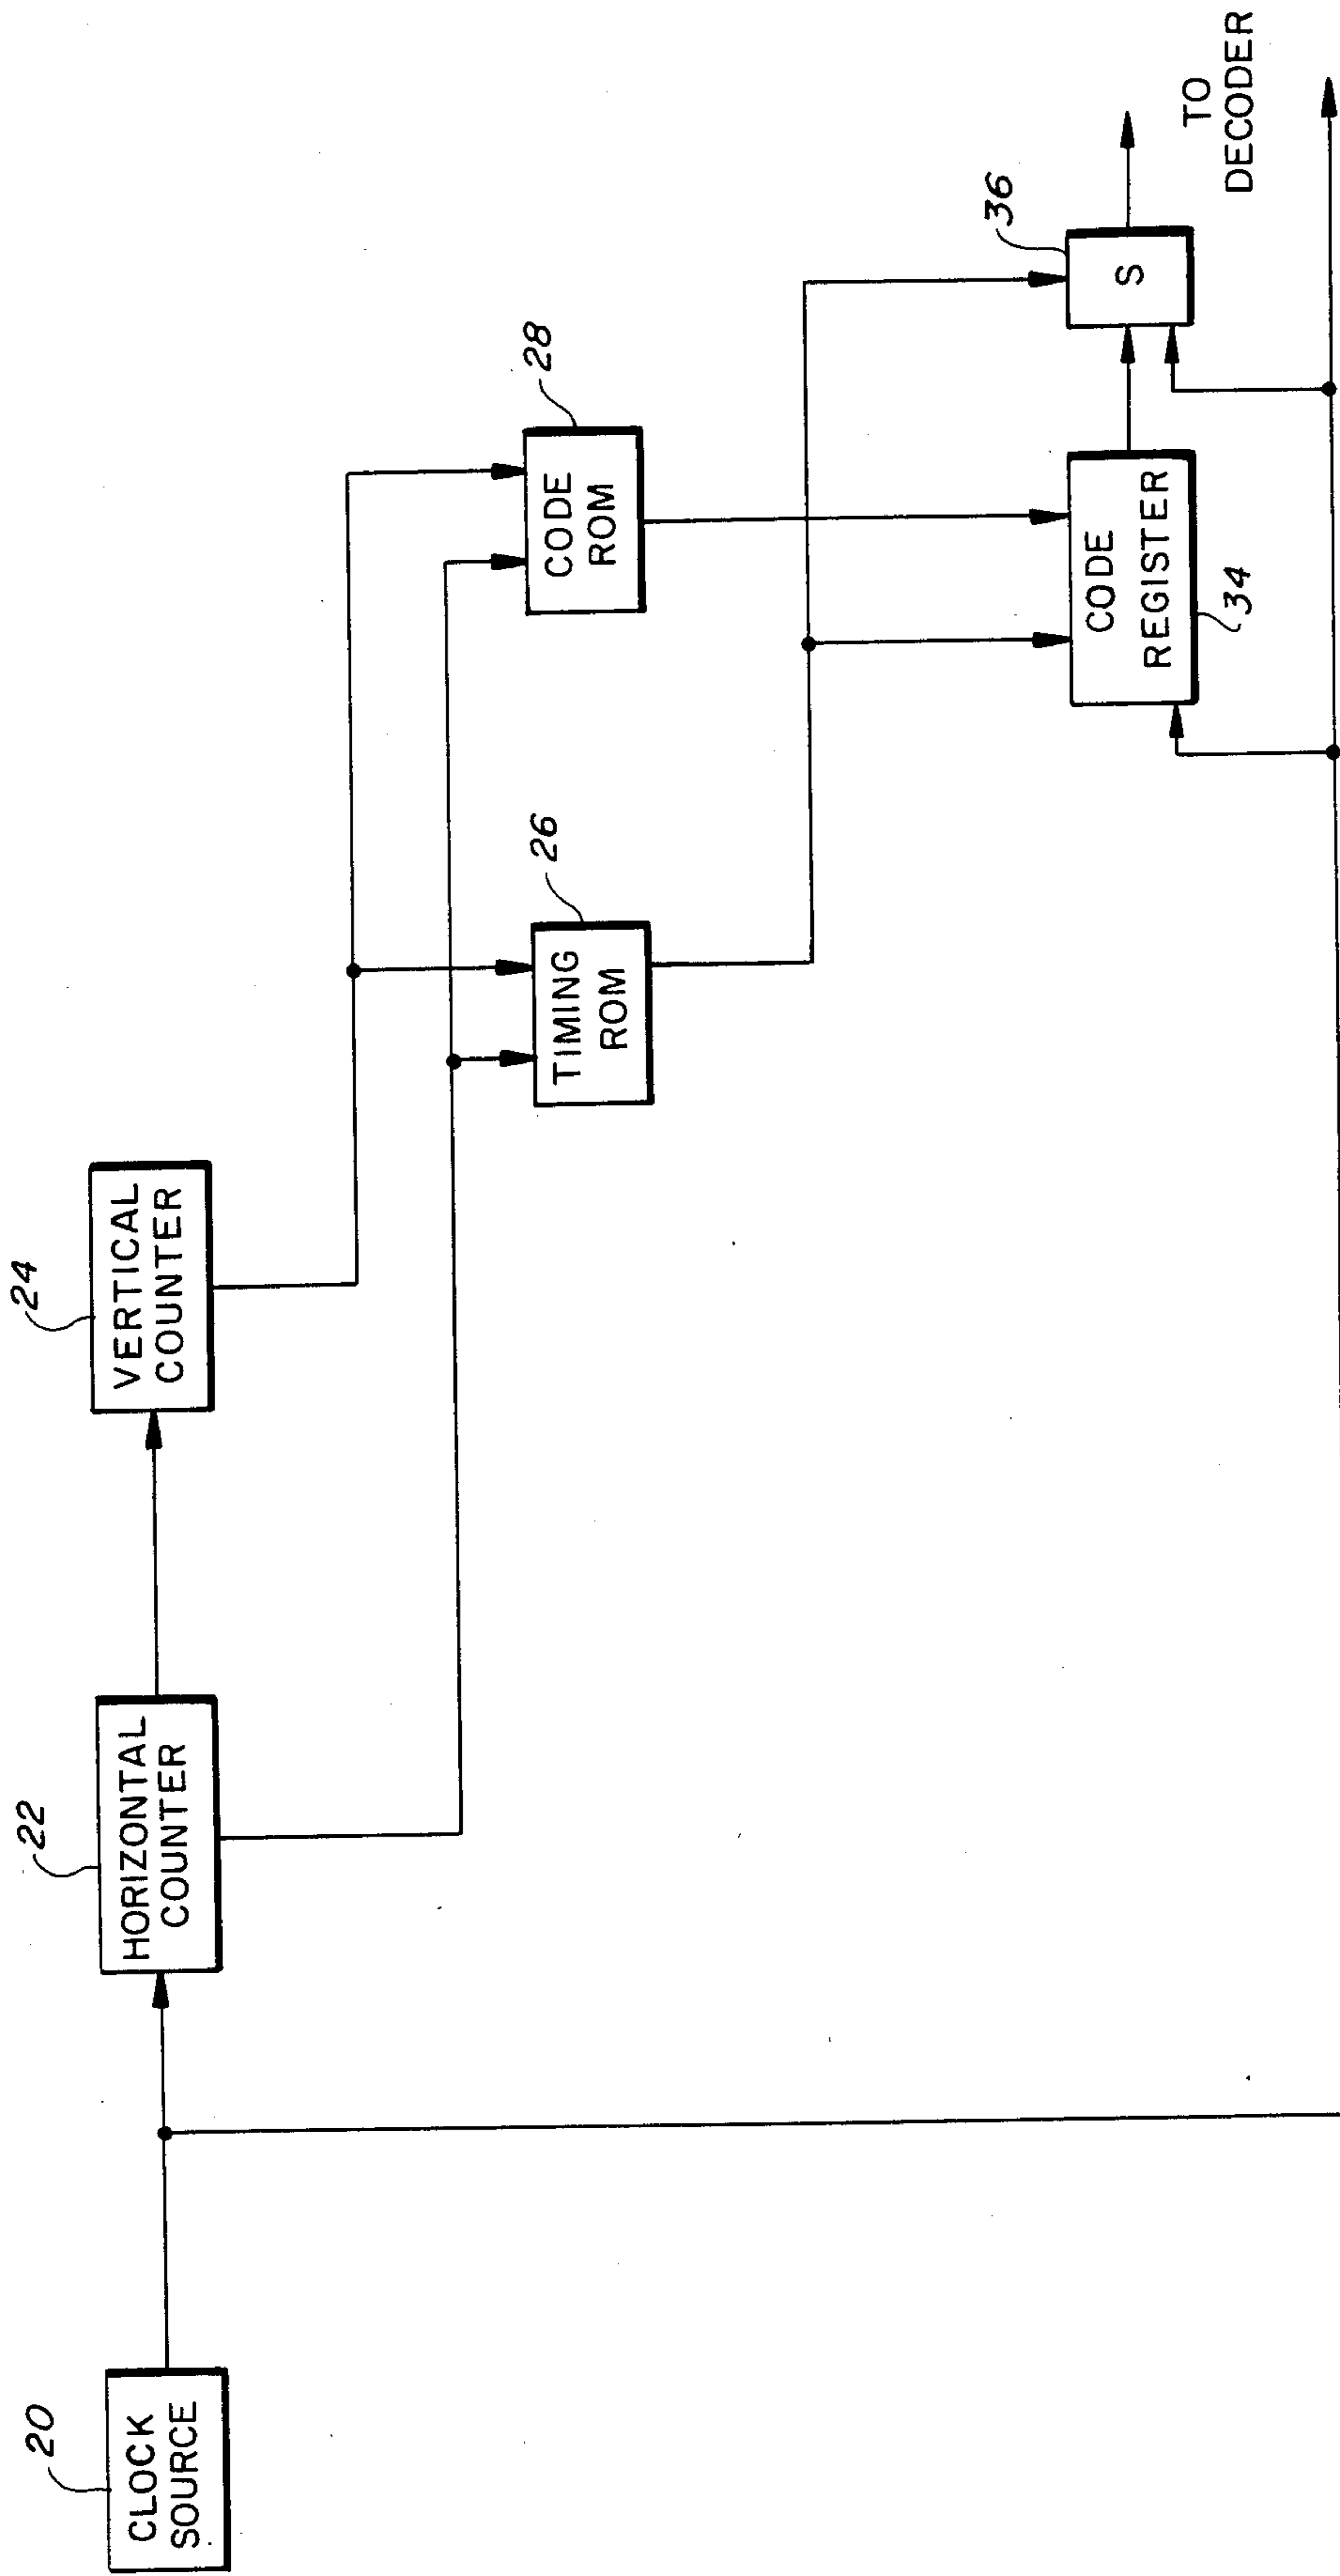 20
CLOCK
SOURCE
22
HORIZONTAL
COUNTER
24
VERTICAL
COUNTER
26
TIMING
ROM
28
CODE
ROM
34
CODE
REGISTER
36
S
TO
DECODER